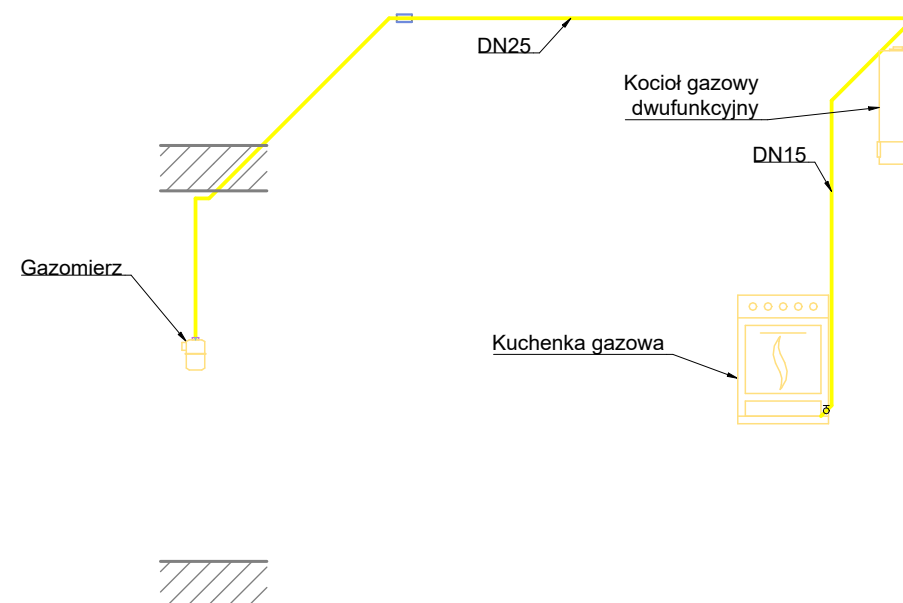 DN25
Kocioł gazowy
dwufunkcyjny
DN15
Gazomierz
Kuchenka gazowa